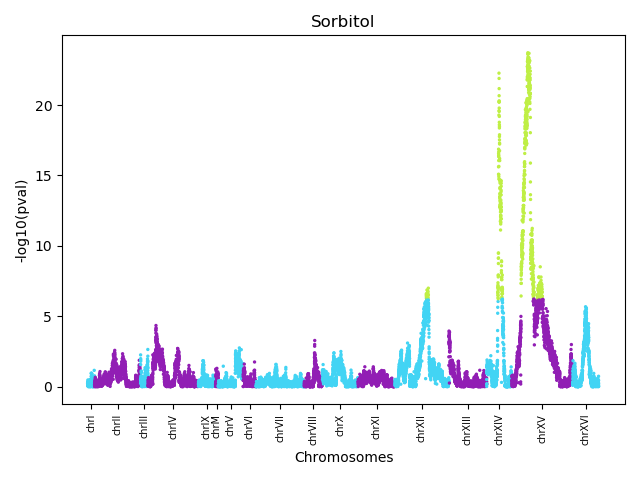 Sorbitol
-log10(pval)
20
15
10
5
0
chrI
chrII
chrIII
chrIV
chrIX
chrM
chrV
chrVI
chrVII
chrVIII
chrX
chrXI
chrXII
chrXIII
chrXIV
chrXV
chrXVI
Chromosomes